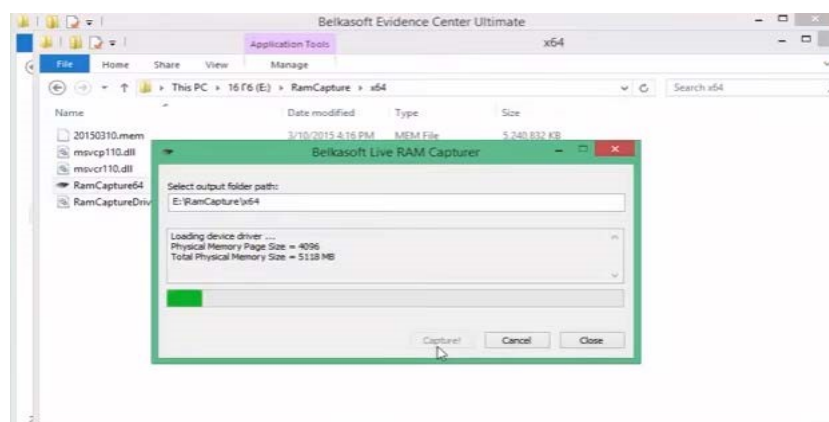 Belkasoft Evidence Center Ultimate
Application Tools
x64
File Home Share View Manage
This PC 16 Гб (E:) RamCapture x64
Search x64
Name Date modified Type Size
20150310.mem 3/10/2015 4:16 PM MEM File 5,240,832 KB
msvcp110.dll
msvcr110.dll
RamCapture64
RamCaptureDriv
Belkasoft Live RAM Capturer
Select output folder path:
E:\RamCapture\x64
Loading device driver ...
Physical Memory Page Size = 4096
Total Physical Memory Size = 5118 MB
Capture! Cancel Close